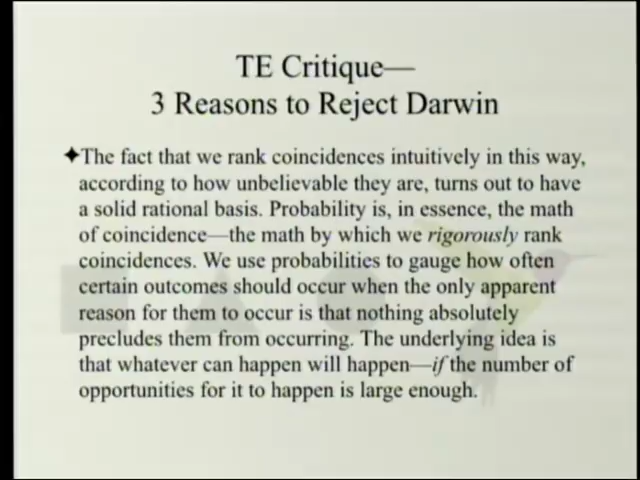 TE Critique—
3 Reasons to Reject Darwin
✦The fact that we rank coincidences intuitively in this way,
according to how unbelievable they are, turns out to have
a solid rational basis. Probability is, in essence, the math
of coincidence—the math by which we rigorously rank
coincidences. We use probabilities to gauge how often
certain outcomes should occur when the only apparent
reason for them to occur is that nothing absolutely
precludes them from occurring. The underlying idea is
that whatever can happen will happen—if the number of
opportunities for it to happen is large enough.